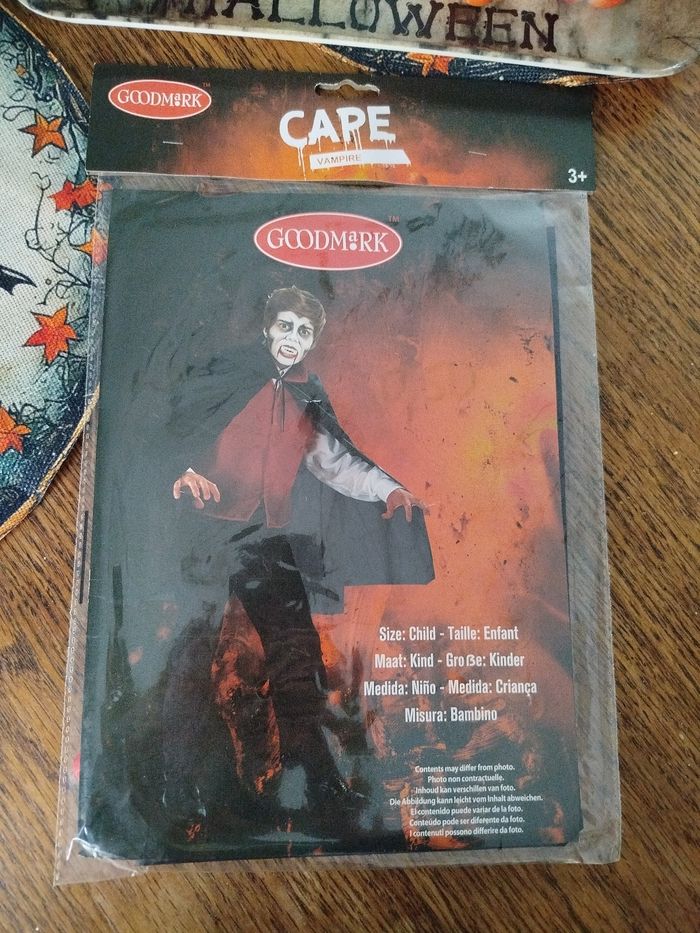 HALLOWEEN
GOODMARK™
CAPE
VAMPIRE
3+
GOODMARK™
Size: Child - Taille: Enfant
Maat: Kind - Große: Kinder
Medida: Niño - Medida: Criança
Misura: Bambino
Contents may differ from photo.
Photo non contractuelle.
Inhoud kan verschillen van foto.
Die Abbildung kann leicht vom Inhalt abweichen.
El contenido puede variar de la foto.
Conteúdo pode ser diferente da foto.
I contenuti possono differire da foto.